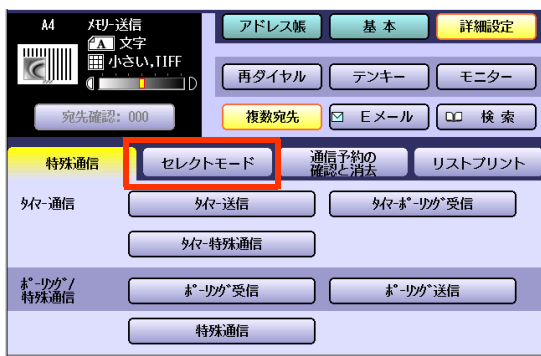 A4 ﾒﾓﾘｰ送信
A 文字
小さい,TIFF
D
宛先確認: 000
アドレス帳 基本 詳細設定
再ダイヤル テンキー モニター
複数宛先 Eメール 検索
特殊通信 セレクトモード 通信予約の確認と消去 リストプリント
ﾀｲﾏｰ通信 ﾀｲﾏｰ送信 ﾀｲﾏｰﾎﾟｰﾘﾝｸﾞ受信
ﾀｲﾏｰ特殊通信
ﾎﾟｰﾘﾝｸﾞ/
特殊通信 ﾎﾟｰﾘﾝｸﾞ受信 ﾎﾟｰﾘﾝｸﾞ送信
特殊通信